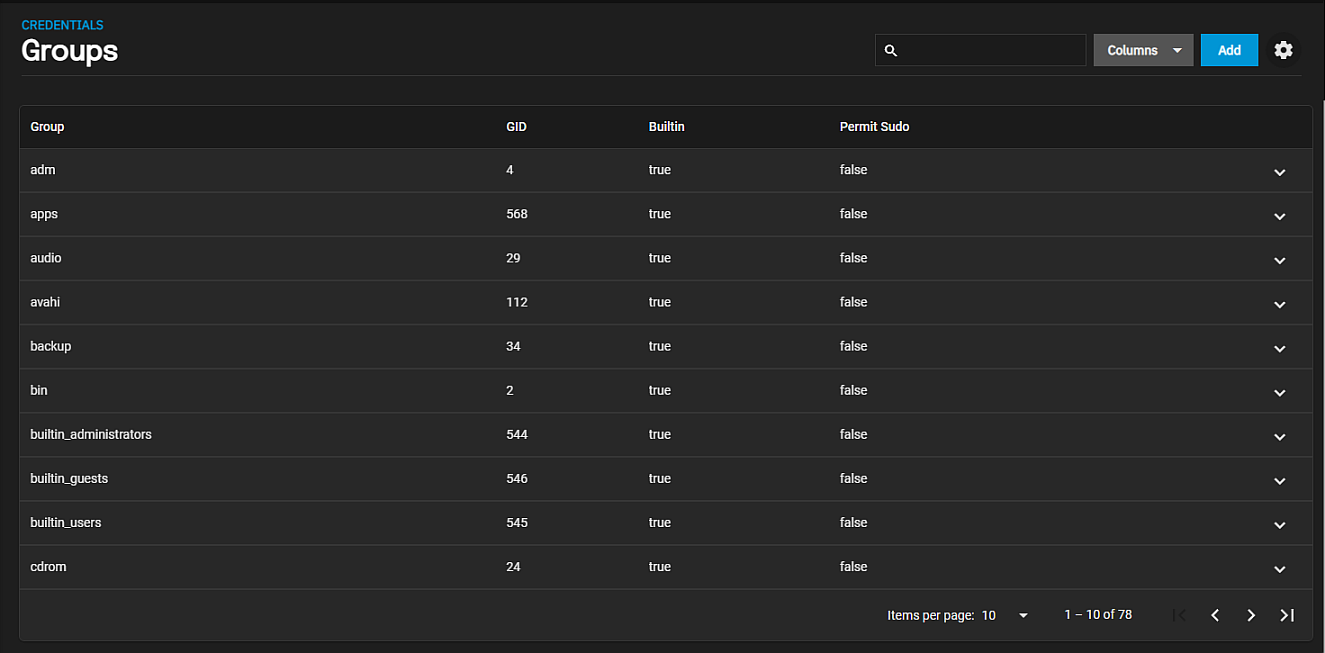 CREDENTIALS
Groups
Columns Add
Group GID Builtin Permit Sudo
adm 4 true false
apps 568 true false
audio 29 true false
avahi 112 true false
backup 34 true false
bin 2 true false
builtin_administrators 544 true false
builtin_guests 546 true false
builtin_users 545 true false
cdrom 24 true false
Items per page: 10 1 – 10 of 78